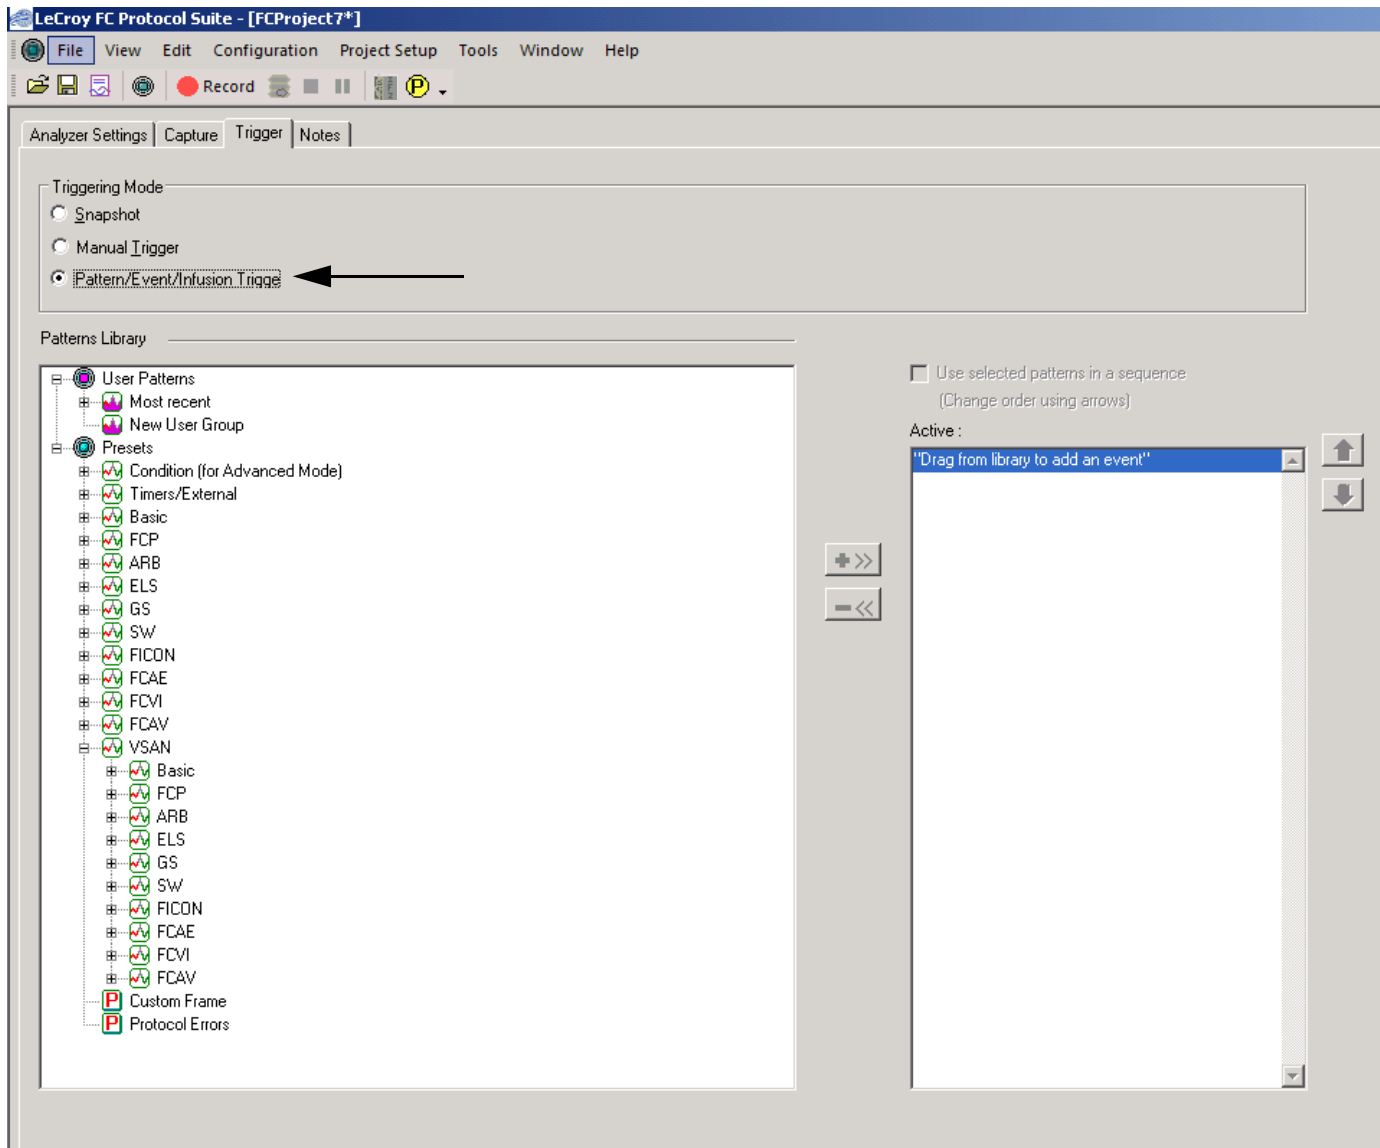 LeCroy FC Protocol Suite - [FCProject7*]
File View Edit Configuration Project Setup Tools Window Help
Record P
Analyzer Settings Capture Trigger Notes
Triggering Mode
Snapshot
Manual Trigger
Pattern/Event/Infusion Trigge
Patterns Library
User Patterns
Most recent
New User Group
Presets
Condition (for Advanced Mode)
Timers/External
Basic
FCP
ARB
ELS
GS
SW
FICON
FCAE
FCVI
FCAV
VSAN
Basic
FCP
ARB
ELS
GS
SW
FICON
FCAE
FCVI
FCAV
P Custom Frame
P Protocol Errors
Use selected patterns in a sequence
(Change order using arrows)
Active :
"Drag from library to add an event"
+ >>
- <<